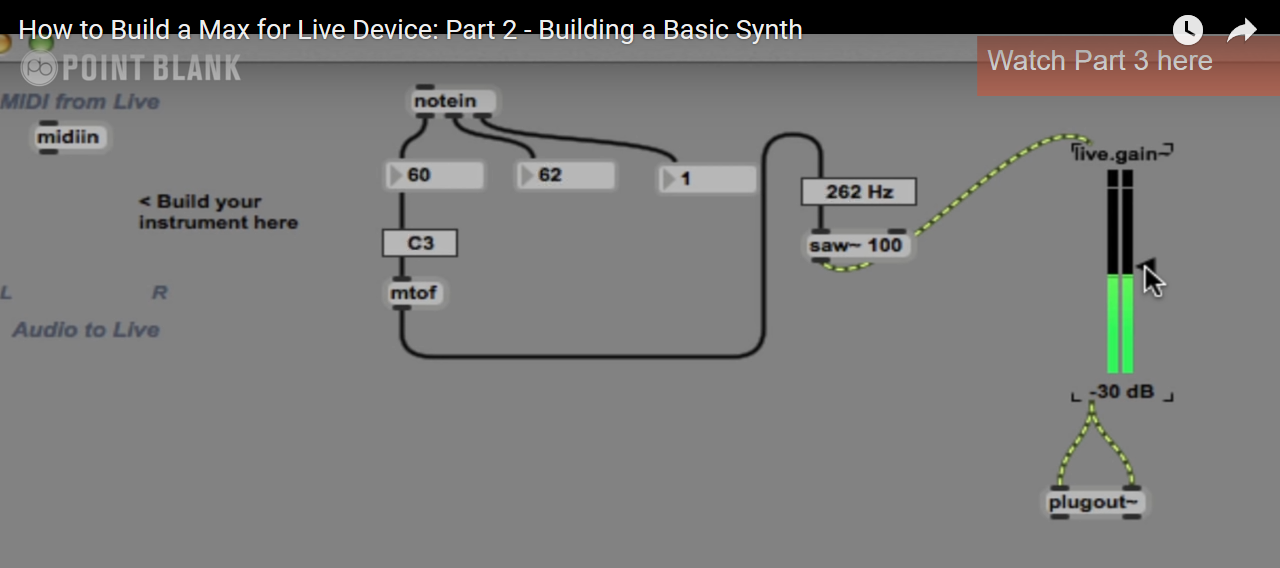 How to Build a Max for Live Device: Part 2 - Building a Basic Synth
POINT BLANK
Watch Part 3 here
MIDI from Live
midiin
< Build your
instrument here
L R
Audio to Live
notein
60 62 1
C3
mtof
262 Hz
saw~ 100
live.gain~
-30 dB
plugout~